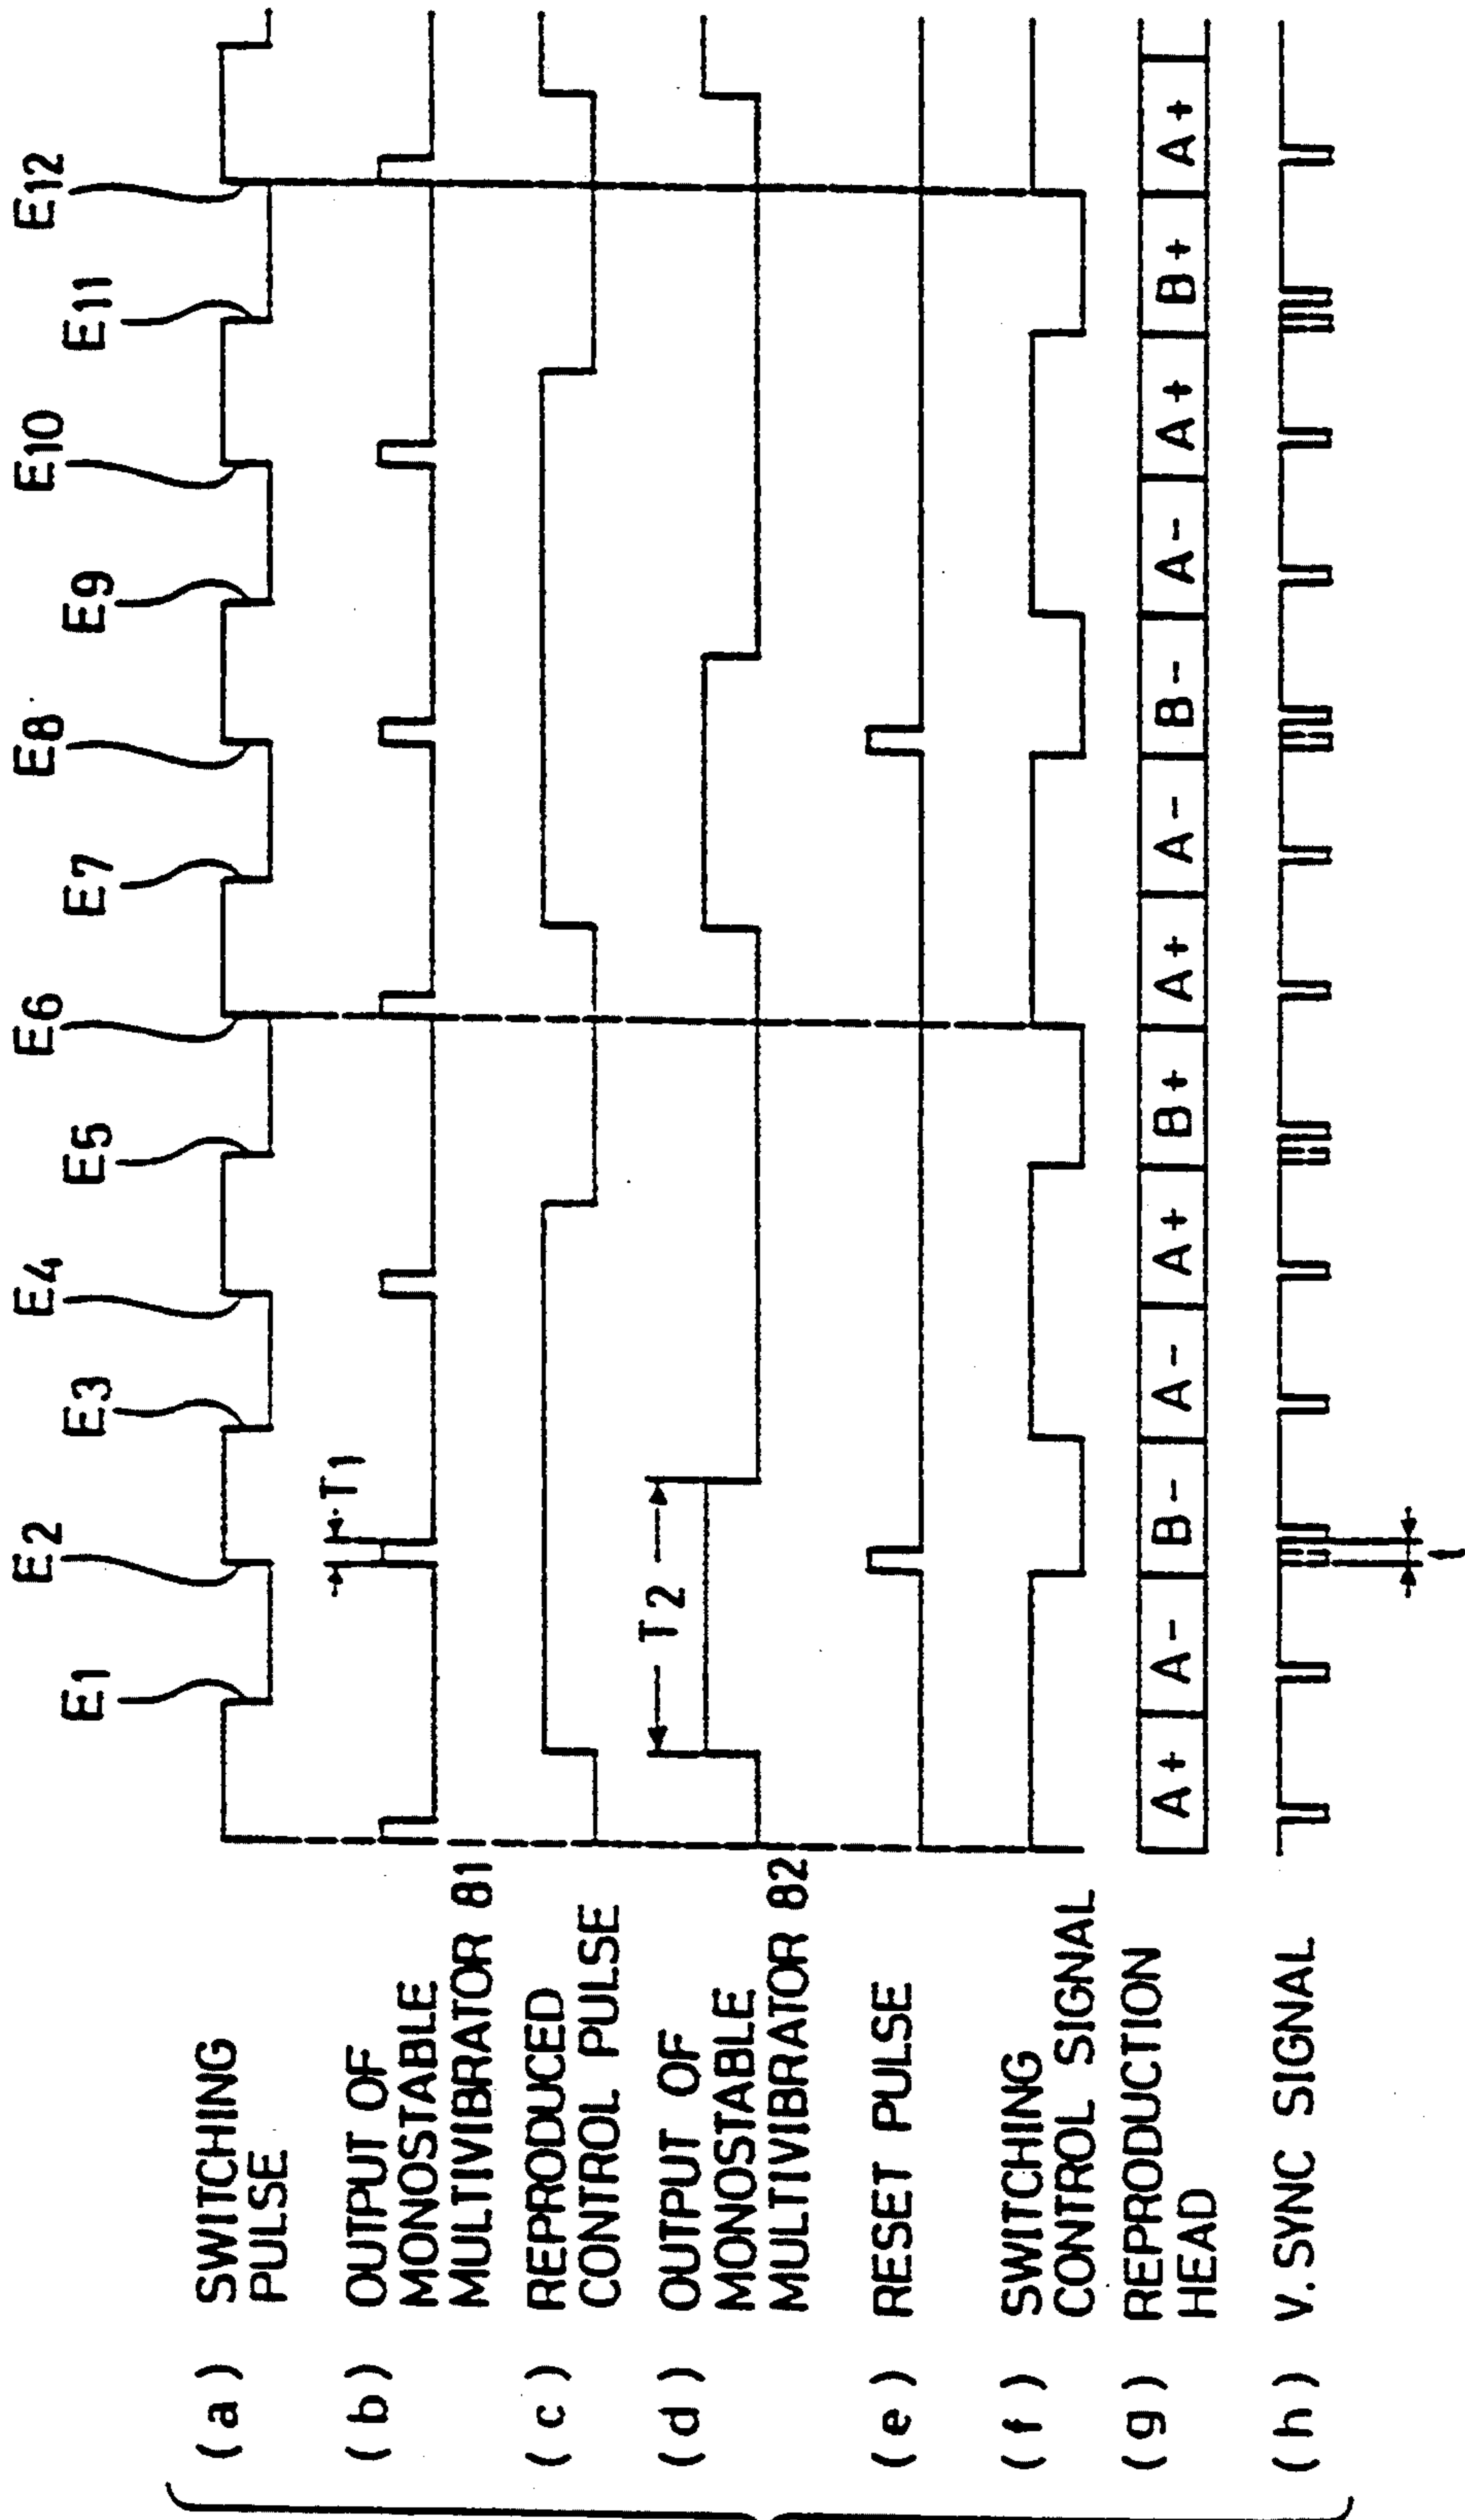 E1
E2
E3
E4
E5
E6
E7
E8
E9
E10
E11
E12
(a) SWITCHING
PULSE
(b) OUTPUT OF
MONOSTABLE
MULTIVIBRATOR 81
T1
(c) REPRODUCED
CONTROL PULSE
(d) OUTPUT OF
MONOSTABLE
MULTIVIBRATOR 82
T2
(e) RESET PULSE
(f) SWITCHING
CONTROL SIGNAL
(g) REPRODUCTION
HEAD
A+ A- B- A- A+ B+ A+ A- B- A- A+ B+ A+
(h) V.SYNC SIGNAL
t